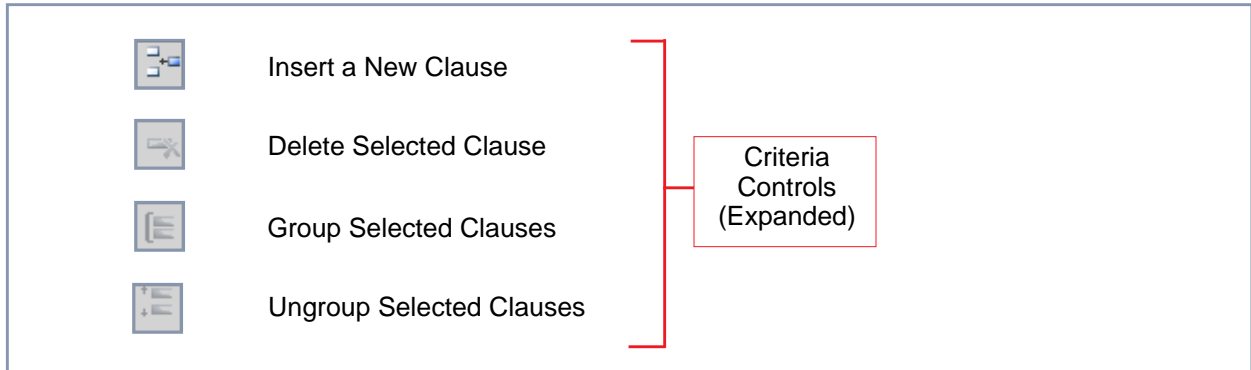 Insert a New Clause
Delete Selected Clause
Group Selected Clauses
Ungroup Selected Clauses
Criteria
Controls
(Expanded)